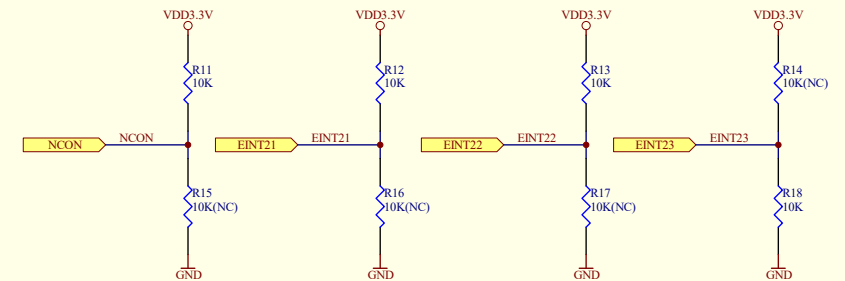 VDD3.3V VDD3.3V VDD3.3V VDD3.3V
R11 R12 R13 R14
10K 10K 10K 10K(NC)
NCON NCON EINT21 EINT21 EINT22 EINT22 EINT23 EINT23
R15 R16 R17 R18
10K(NC) 10K(NC) 10K(NC) 10K
GND GND GND GND